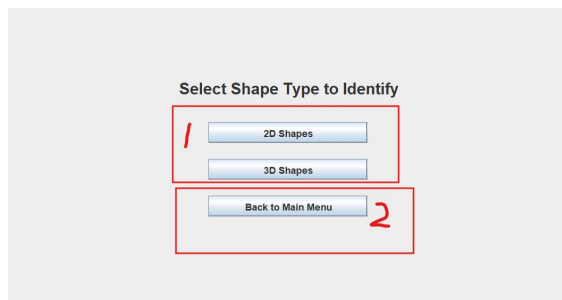 Select Shape Type to Identify
1
2D Shapes
3D Shapes
Back to Main Menu
2